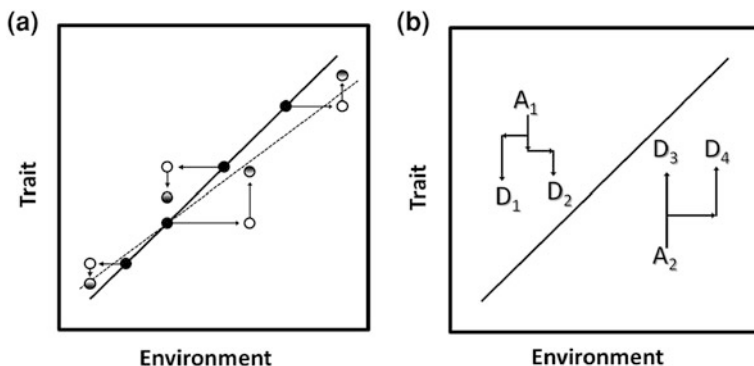 (a)
Trait
Environment
(b)
Trait
A1
D1
D2
D3
D4
A2
Environment